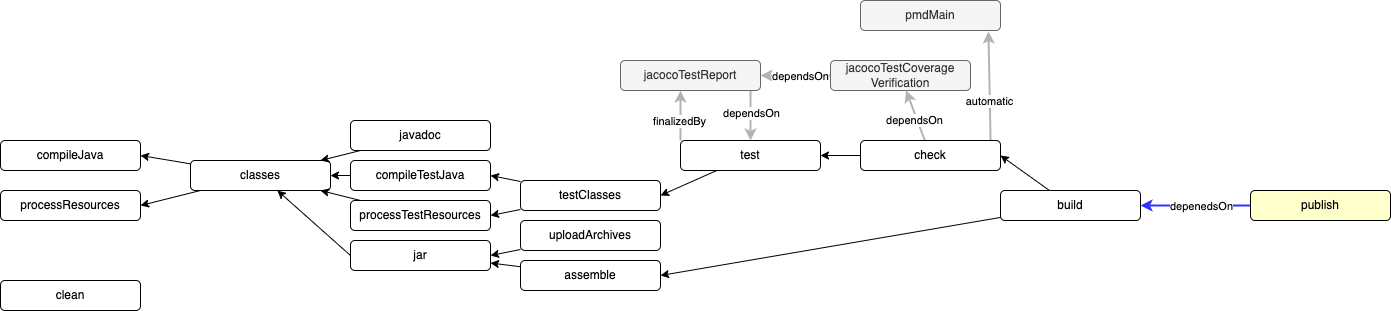 pmdMain
jacocoTestReport
dependsOn
jacocoTestCoverage
Verification
automatic
finalizedBy
dependsOn
dependsOn
javadoc
compileJava
test
check
classes
compileTestJava
testClasses
processResources
processTestResources
build
depenedsOn
publish
uploadArchives
jar
assemble
clean